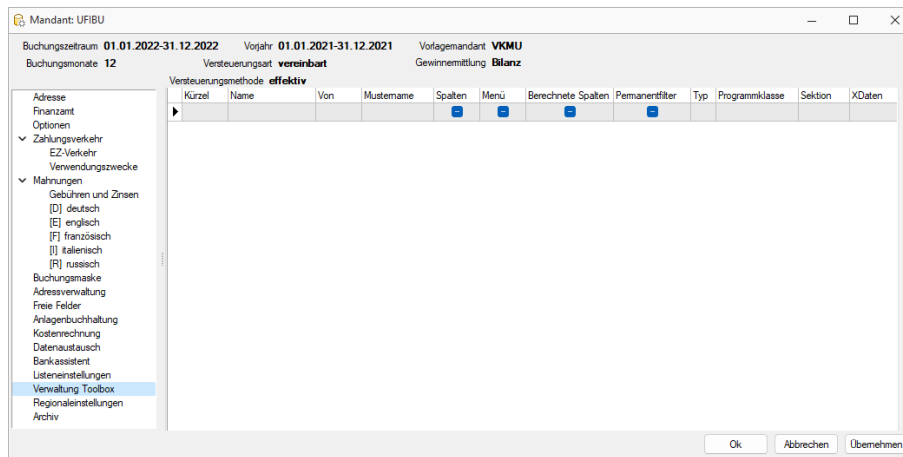 Mandant: UFIBU
Buchungszeitraum 01.01.2022-31.12.2022 Vorjahr 01.01.2021-31.12.2021 Vorlagemandant VKMU
Buchungsmonate 12 Versteuerungsart vereinbart Gewinnermittlung Bilanz
Versteuerungsmethode effektiv
Adresse
Finanzamt
Optionen
Zahlungsverkehr
EZ-Verkehr
Verwendungszwecke
Mahnungen
Gebühren und Zinsen
[D] deutsch
[E] englisch
[F] französisch
[I] italienisch
[R] russisch
Buchungsmaske
Adressverwaltung
Freie Felder
Anlagenbuchhaltung
Kostenrechnung
Datenaustausch
Bankassistent
Listeneinstellungen
Verwaltung Toolbox
Regionaleinstellungen
Archiv
Kürzel Name Von Mustername Spalten Menü Berechnete Spalten Permanentfilter Typ Programmklasse Sektion XDaten
Ok Abbrechen Übernehmen